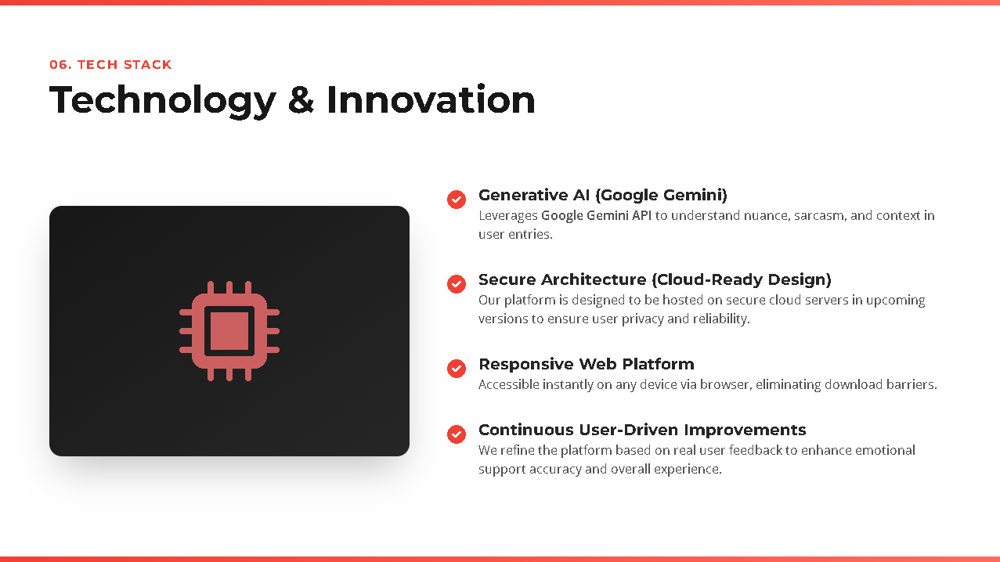 06. TECH STACK
Technology & Innovation
Generative AI (Google Gemini)
Leverages Google Gemini API to understand nuance, sarcasm, and context in
user entries.
Secure Architecture (Cloud-Ready Design)
Our platform is designed to be hosted on secure cloud servers in upcoming
versions to ensure user privacy and reliability.
Responsive Web Platform
Accessible instantly on any device via browser, eliminating download barriers.
Continuous User-Driven Improvements
We refine the platform based on real user feedback to enhance emotional
support accuracy and overall experience.